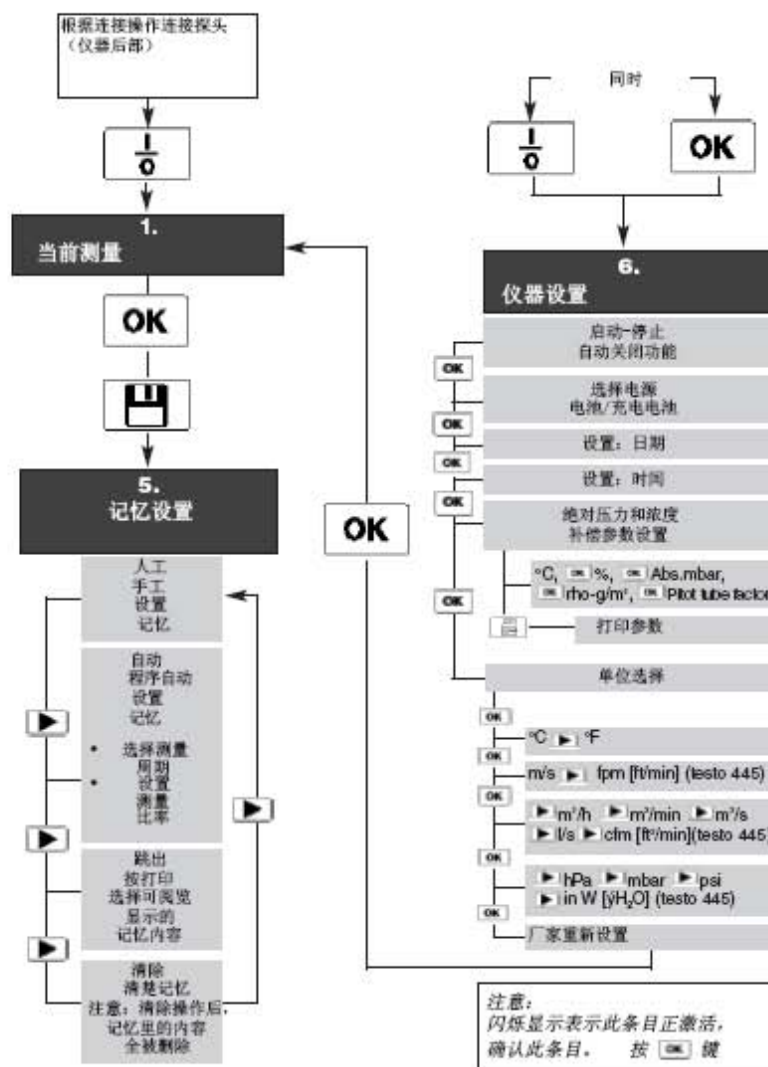 根据连接操作连接探头
（仪器后部）
I
0
1.
当前测量
OK
5.
记忆设置
人工
手工
设置
记忆
自动
程序自动
设置
记忆
• 选择测量
周期
• 设置
测量
比率
跳出
按打印
选择可阅览
显示的
记忆内容
清除
清楚记忆
注意：清除操作后，
记忆里的内容
全被删除
OK
同时
I
0
OK
6.
仪器设置
启动-停止
自动关闭功能
OK
选择电源
电池/充电电池
OK
设置：日期
OK
设置：时间
OK
绝对压力和浓度
补偿参数设置
°C, OK %, OK Abs.mbar,
OK rho-g/m³, OK Pitot tube factor
打印参数
OK
单位选择
OK
°C ▶ °F
OK
m/s ▶ fpm [ft/min] (testo 445)
OK
▶ m³/h ▶ m³/min ▶ m³/s
▶ l/s ▶ cfm [ft³/min](testo 445)
OK
▶ hPa ▶ mbar ▶ psi
▶ in W [ýH₂O] (testo 445)
OK
厂家重新设置
注意：
闪烁显示表示此条目正激活，
确认此条目。 按 OK 键